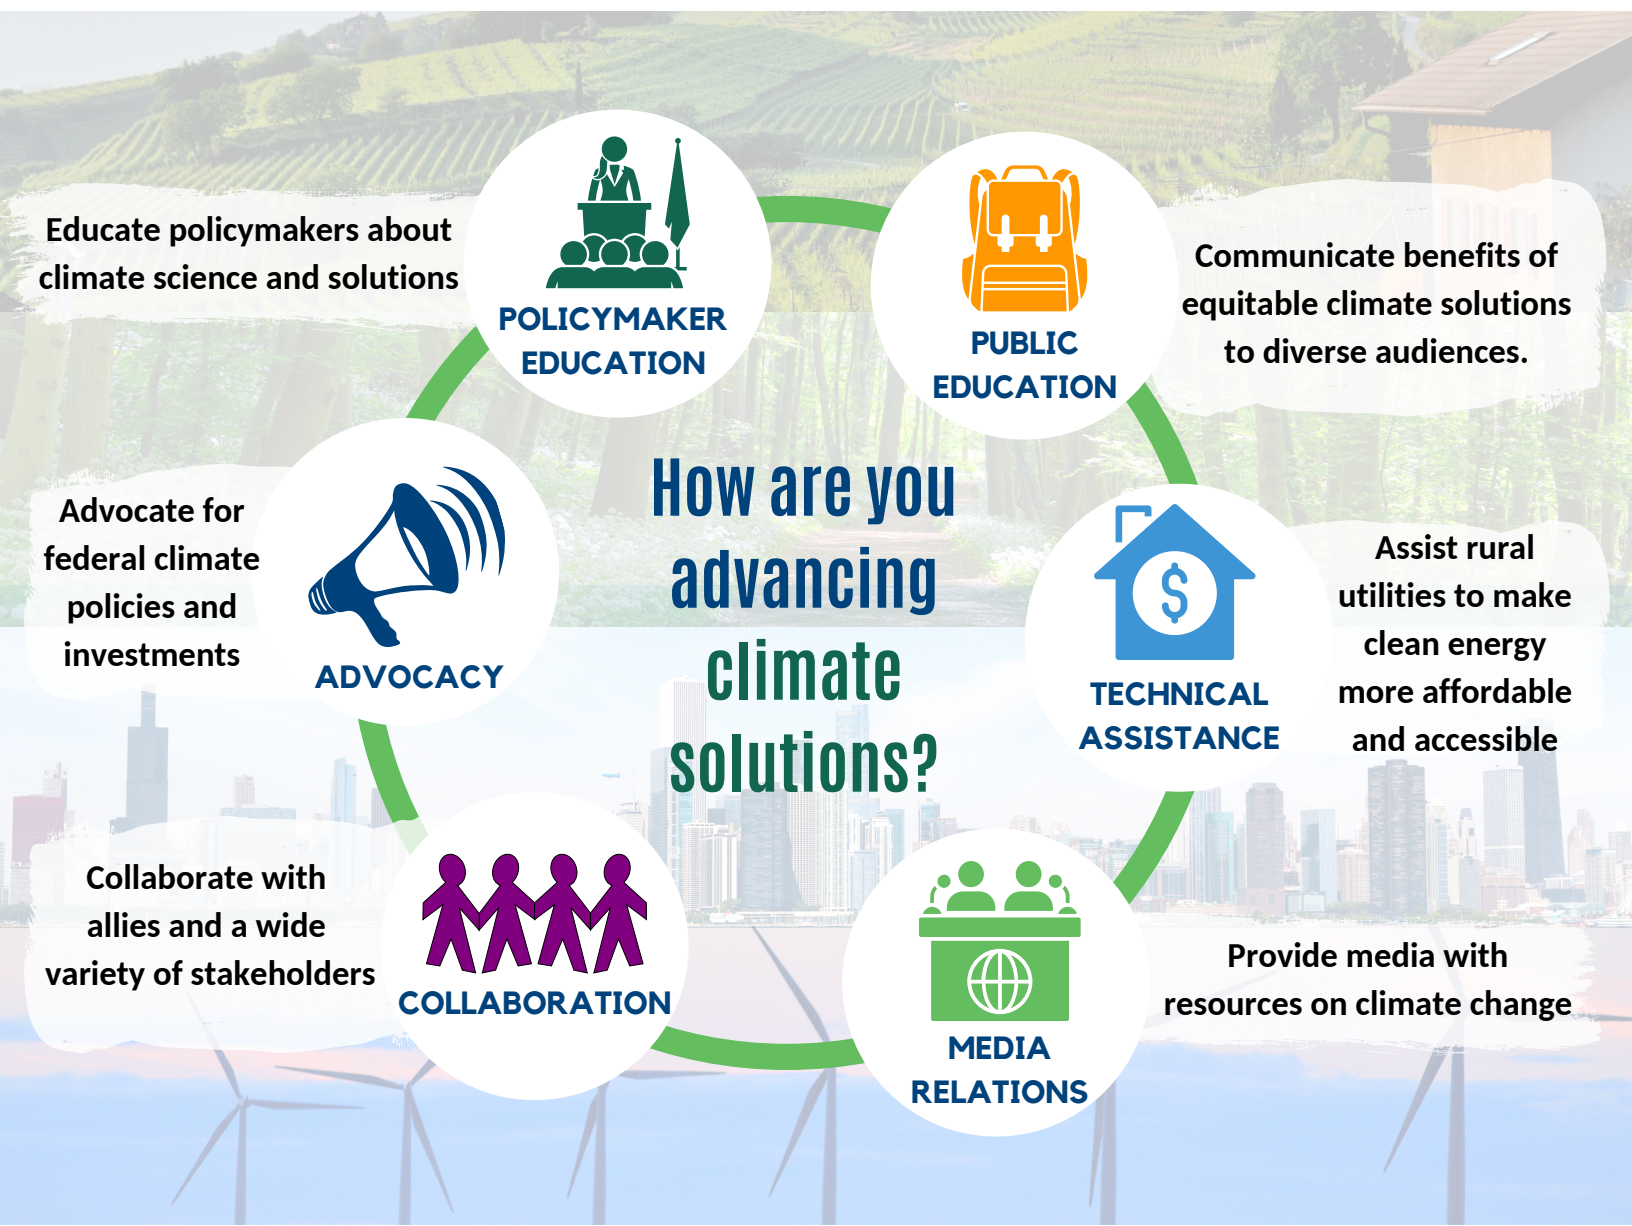 Educate policymakers about
climate science and solutions
POLICYMAKER
EDUCATION
PUBLIC
EDUCATION
Communicate benefits of
equitable climate solutions
to diverse audiences.
Advocate for
federal climate
policies and
investments
ADVOCACY
How are you
advancing
climate
solutions?
$
TECHNICAL
ASSISTANCE
Assist rural
utilities to make
clean energy
more affordable
and accessible
Collaborate with
allies and a wide
variety of stakeholders
COLLABORATION
MEDIA
RELATIONS
Provide media with
resources on climate change